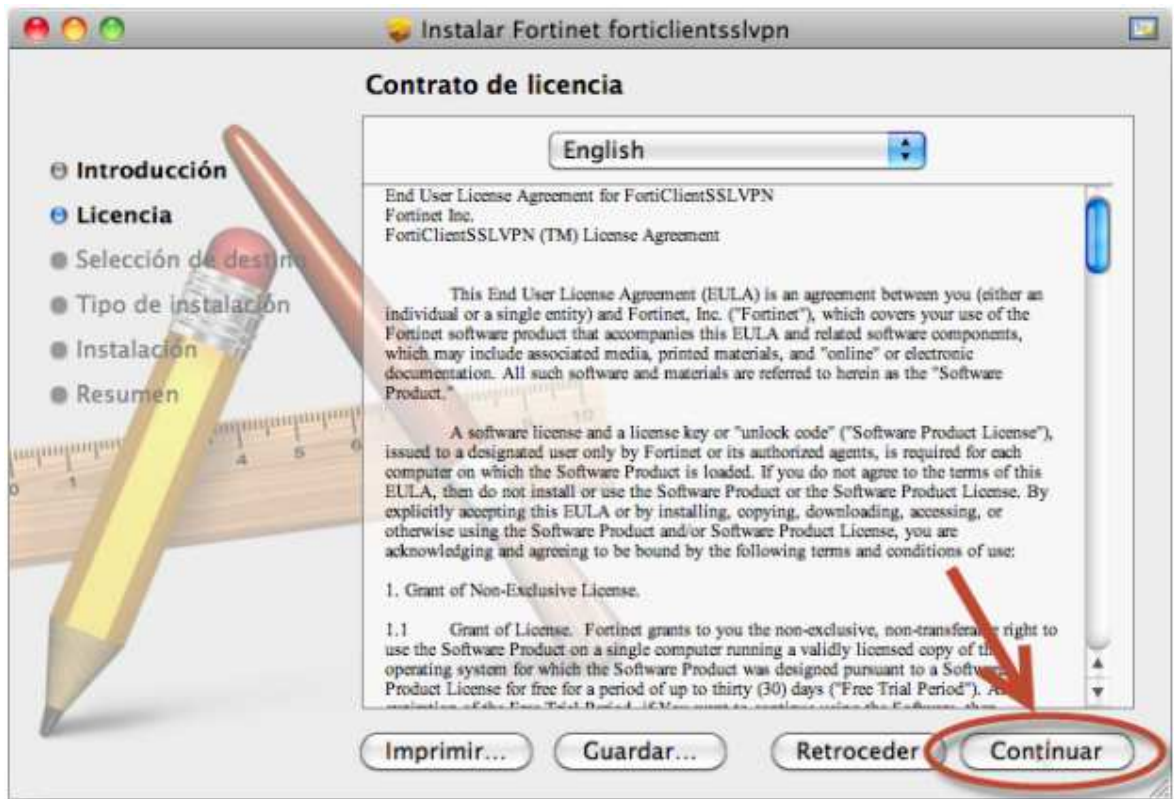 Instalar Fortinet forticlientsslvpn
Contrato de licencia
Introducción
Licencia
Selección de destino
Tipo de instalación
Instalación
Resumen
English
End User License Agreement for FortiClientSSLVPN
Fortinet Inc.
FortiClientSSLVPN (TM) License Agreement
This End User License Agreement (EULA) is an agreement between you (either an
individual or a single entity) and Fortinet, Inc. ("Fortinet"), which covers your use of the
Fortinet software product that accompanies this EULA and related software components,
which may include associated media, printed materials, and "online" or electronic
documentation. All such software and materials are referred to herein as the "Software
Product."
A software license and a license key or "unlock code" ("Software Product License"),
issued to a designated user only by Fortinet or its authorized agents, is required for each
computer on which the Software Product is loaded. If you do not agree to the terms of this
EULA, then do not install or use the Software Product or the Software Product License. By
explicitly accepting this EULA or by installing, copying, downloading, accessing, or
otherwise using the Software Product and/or Software Product License, you are
acknowledging and agreeing to be bound by the following terms and conditions of use:
1. Grant of Non-Exclusive License.
1.1 Grant of License. Fortinet grants to you the non-exclusive, non-transferable right to
use the Software Product on a single computer running a validly licensed copy of the
operating system for which the Software Product was designed pursuant to a Software
Product License for free for a period of up to thirty (30) days ("Free Trial Period").
Imprimir...
Guardar...
Retroceder
Continuar